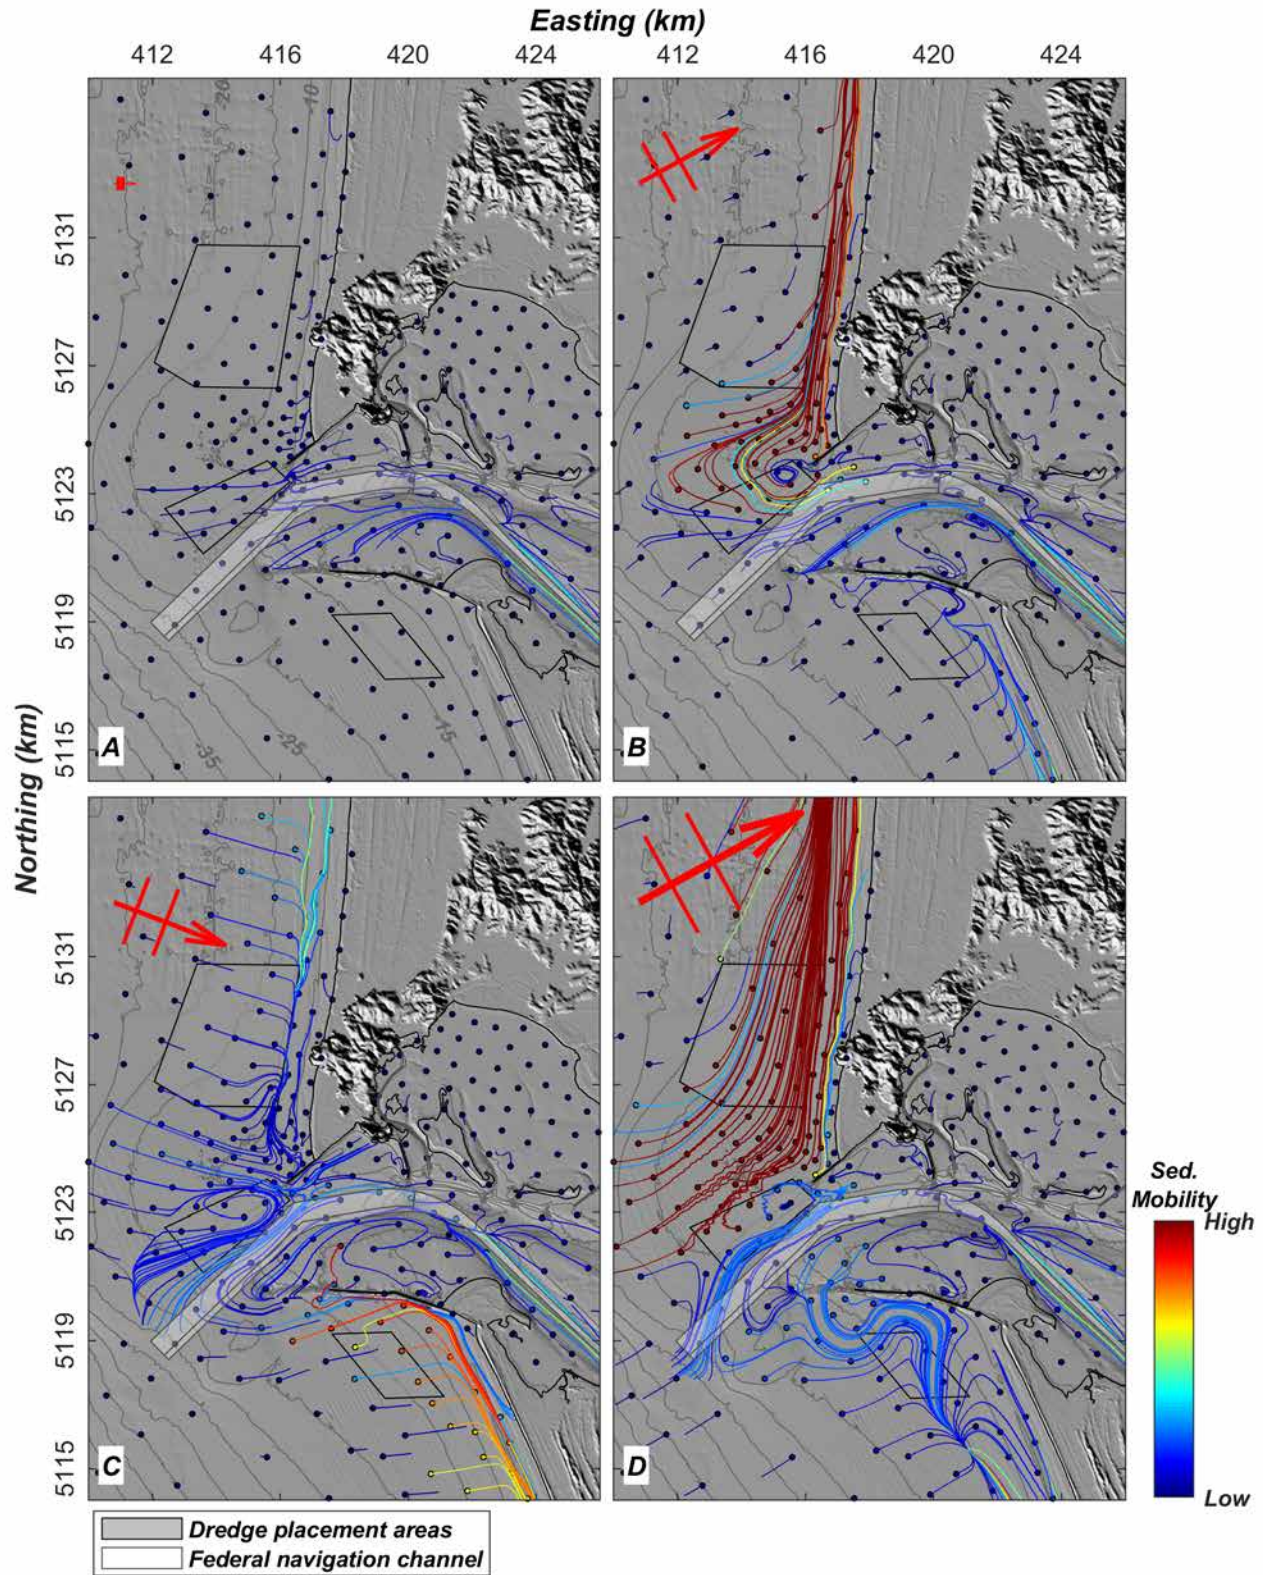 Easting (km)
412 416 420 424 412 416 420 424
-20 -10
5131
5127
5123
5119
5115
-35 -25 -15
A
B
Northing (km)
5131
5127
5123
5119
5115
C
D
Sed.
Mobility
High
Low
Dredge placement areas
Federal navigation channel